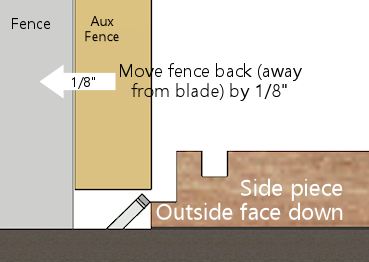 Fence
Aux
Fence
1/8"
Move fence back (away
from blade) by 1/8"
Side piece
Outside face down